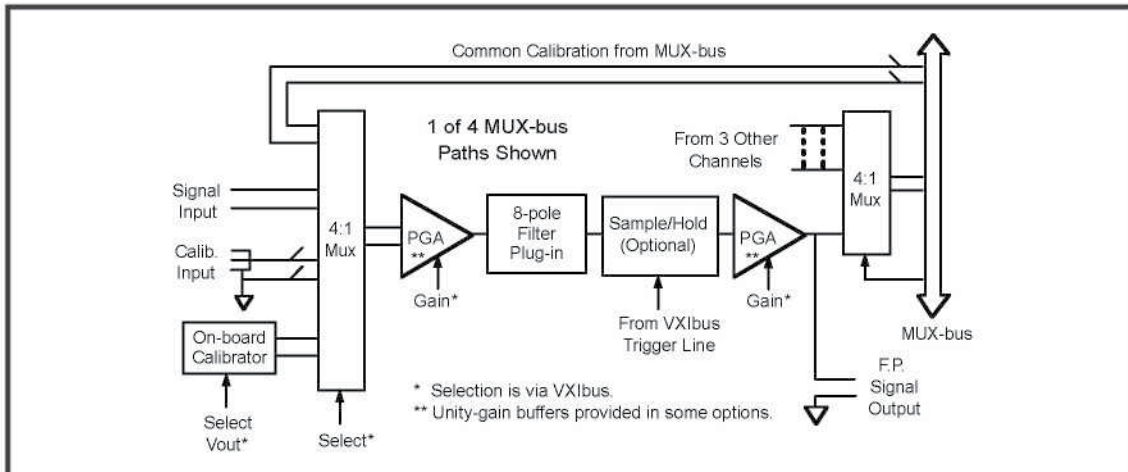 Common Calibration from MUX-bus
1 of 4 MUX-bus
Paths Shown
From 3 Other
Channels
4:1
Mux
Signal
Input
4:1
Mux
PGA
**
8-pole
Filter
Plug-in
Sample/Hold
(Optional)
PGA
**
Calib.
Input
Gain*
Gain*
From VXIbus
Trigger Line
MUX-bus
On-board
Calibrator
F.P.
Signal
Output
* Selection is via VXIbus.
** Unity-gain buffers provided in some options.
Select
Vout*
Select*